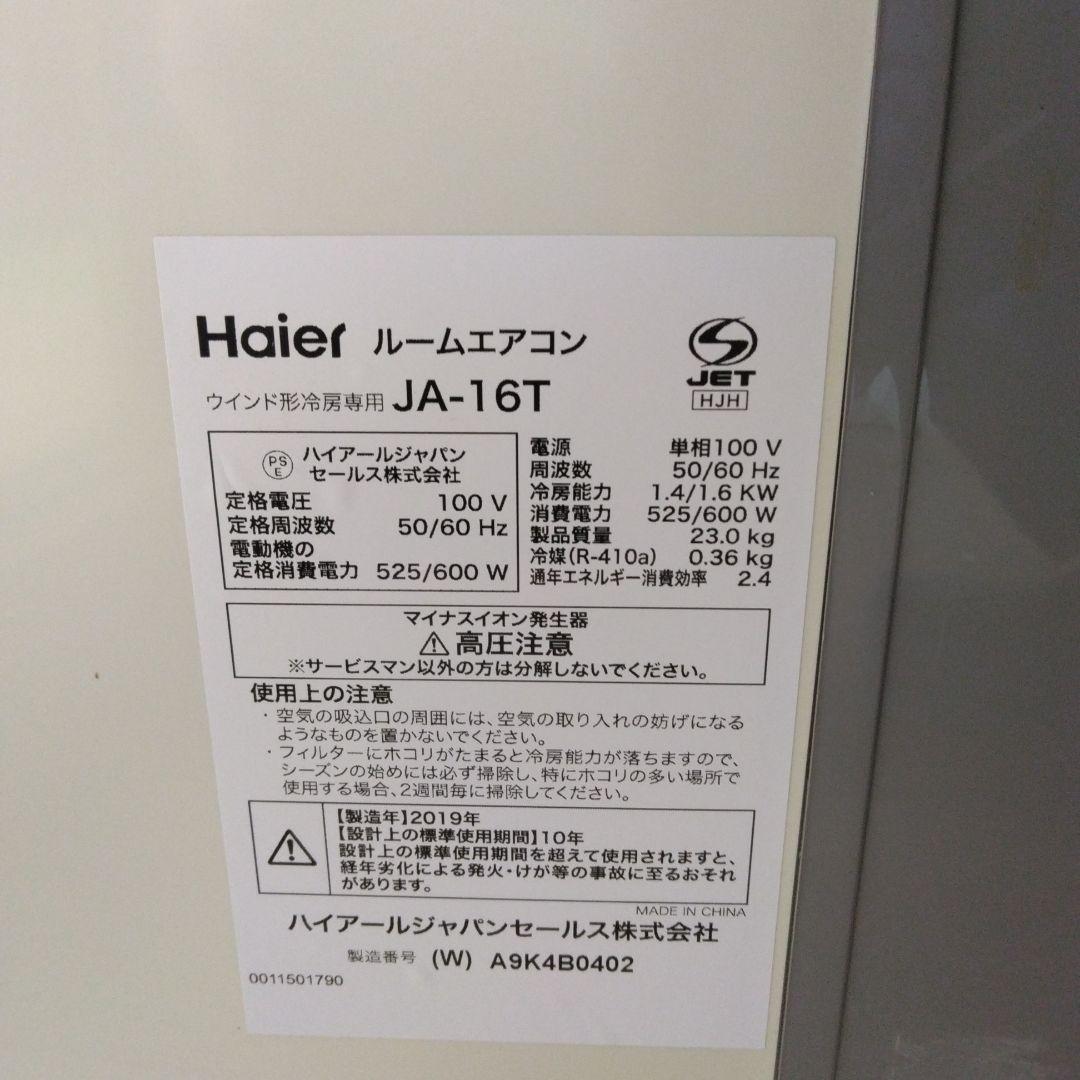 Haier ルームエアコン
ウインド形冷房専用 JA-16T
JET
HJH
PS
E
ハイアールジャパン
セールス株式会社
定格電圧 100 V
定格周波数 50/60 Hz
電動機の
定格消費電力 525/600 W
電源 単相100 V
周波数 50/60 Hz
冷房能力 1.4/1.6 KW
消費電力 525/600 W
製品質量 23.0 kg
冷媒(R-410a) 0.36 kg
通年エネルギー消費効率 2.4
マイナスイオン発生器
⚠高圧注意
※サービスマン以外の方は分解しないでください。
使用上の注意
・空気の吸込口の周囲には、空気の取り入れの妨げになる
ようなものを置かないでください。
・フィルターにホコリがたまると冷房能力が落ちますので、
シーズンの始めには必ず掃除し、特にホコリの多い場所で
使用する場合、2週間毎に掃除してください。
【製造年】2019年
【設計上の標準使用期間】10年
設計上の標準使用期間を超えて使用されますと、
経年劣化による発火・けが等の事故に至るおそれ
があります。
MADE IN CHINA
ハイアールジャパンセールス株式会社
製造番号 (W) A9K4B0402
0011501790